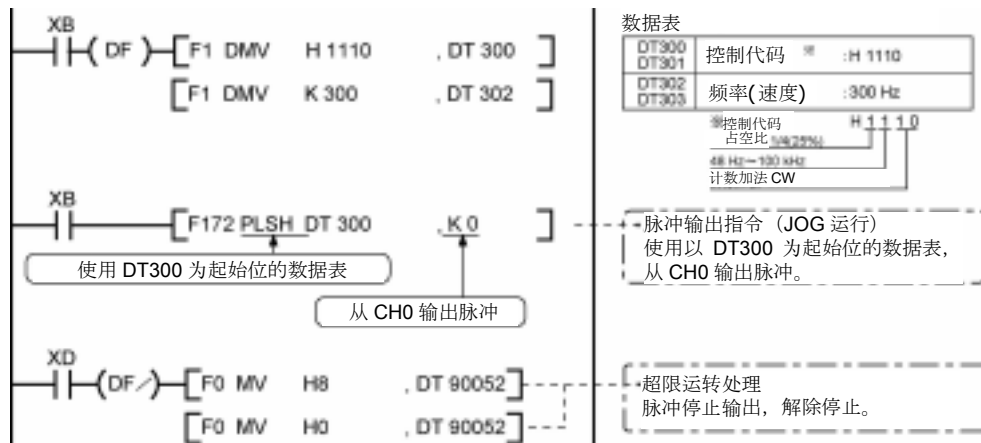 XB
( DF )
F1 DMV H 1110 , DT 300
F1 DMV K 300 , DT 302
XB
F172 PLSH DT 300 , K 0
使用 DT300 为起始位的数据表
从 CH0 输出脉冲
XD
(DF/)
F0 MV H8 , DT 90052
F0 MV H0 , DT 90052
数据表
DT300
DT301
控制代码 ※ :H 1110
DT302
DT303
频率(速度) :300 Hz
※控制代码 H 1 1 1 0
占空比 1/4(25%)
48 Hz~100 kHz
计数加法 CW
脉冲输出指令（JOG 运行）
使用以 DT300 为起始位的数据表，
从 CH0 输出脉冲。
超限运转处理
脉冲停止输出，解除停止。